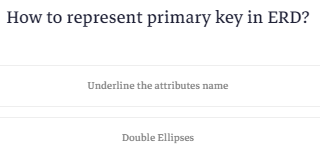 How to represent primary key in ERD?
Underline the attributes name
Double Ellipses